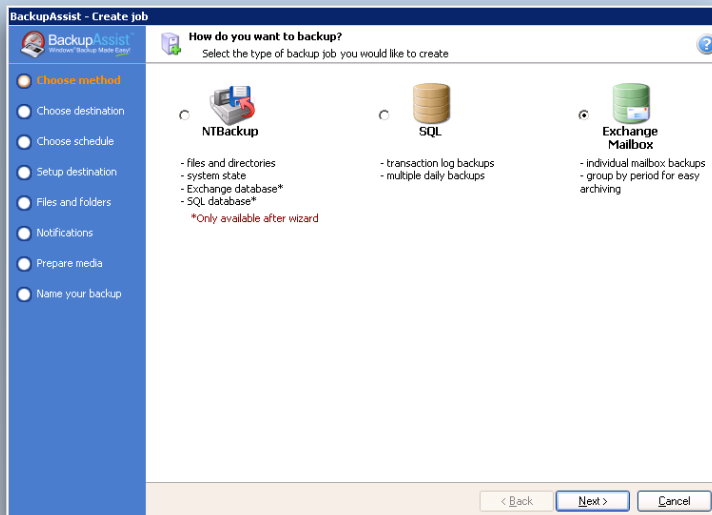 BackupAssist - Create job
BackupAssist™
Windows® Backup Made Easy!
How do you want to backup?
Select the type of backup job you would like to create
?
Choose method
Choose destination
Choose schedule
Setup destination
Files and folders
Notifications
Prepare media
Name your backup
NTBackup
- files and directories
- system state
- Exchange database*
- SQL database*
*Only available after wizard
SQL
- transaction log backups
- multiple daily backups
Exchange
Mailbox
- individual mailbox backups
- group by period for easy
archiving
< Back
Next >
Cancel